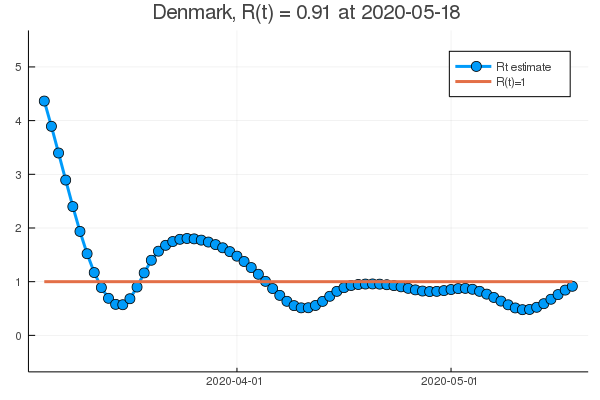 Denmark, R(t) = 0.91 at 2020-05-18
Rt estimate
R(t)=1
5
4
3
2
1
0
2020-04-01
2020-05-01